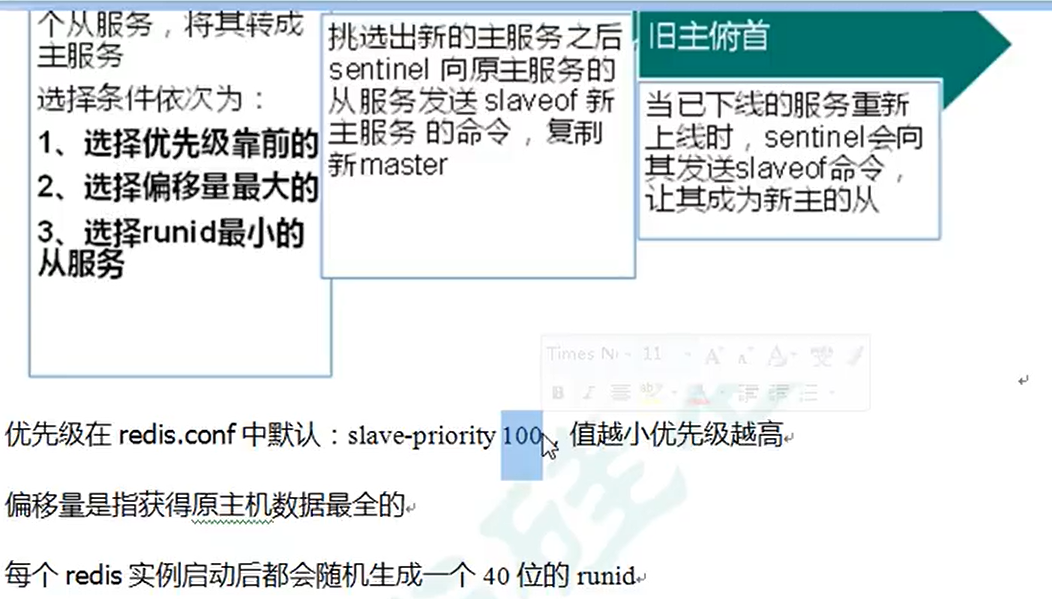 个从服务，将其转成
主服务
选择条件依次为：
1、选择优先级靠前的
2、选择偏移量最大的
3、选择runid最小的
从服务
挑选出新的主服务之后，
sentinel 向原主服务的
从服务发送 slaveof 新
主服务 的命令，复制
新master
旧主俯首
当已下线的服务重新
上线时，sentinel会向
其发送slaveof命令，
让其成为新主的从
11
优先级在 redis.conf 中默认：slave-priority 100，值越小优先级越高
偏移量是指获得原主机数据最全的
每个 redis 实例启动后都会随机生成一个 40 位的 runid